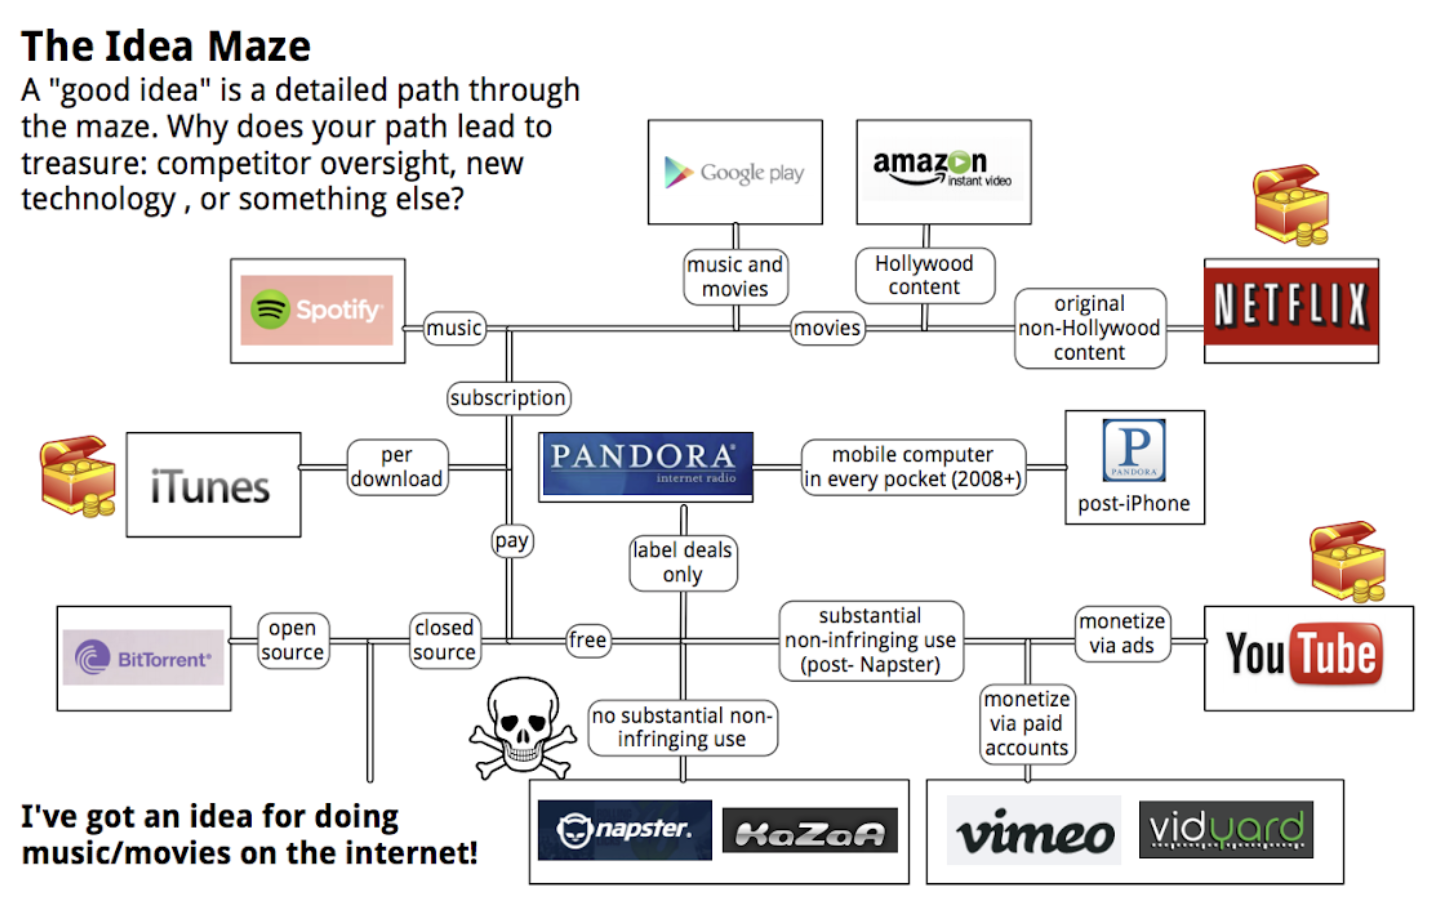 The Idea Maze
A "good idea" is a detailed path through
the maze. Why does your path lead to
treasure: competitor oversight, new
technology , or something else?
Google play
amazon
instant video
music and
movies
Hollywood
content
Spotify
music
movies
original
non-Hollywood
content
NETFLIX
subscription
iTunes
per
download
PANDORA
internet radio
mobile computer
in every pocket (2008+)
P
PANDORA
post-iPhone
pay
label deals
only
BitTorrent
open
source
closed
source
free
substantial
non-infringing use
(post- Napster)
monetize
via ads
YouTube
no substantial non-
infringing use
monetize
via paid
accounts
I've got an idea for doing
music/movies on the internet!
napster.
KaZaA
vimeo
vidyard